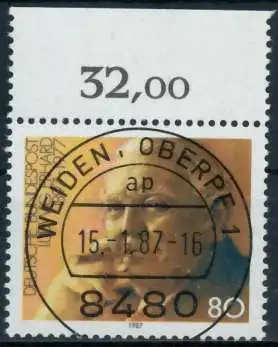 32,00
WEIDEN, OBERPF 1
ap
15.-1.87-16
8480
DEUTSCHE BUNDESPOST
80
1987